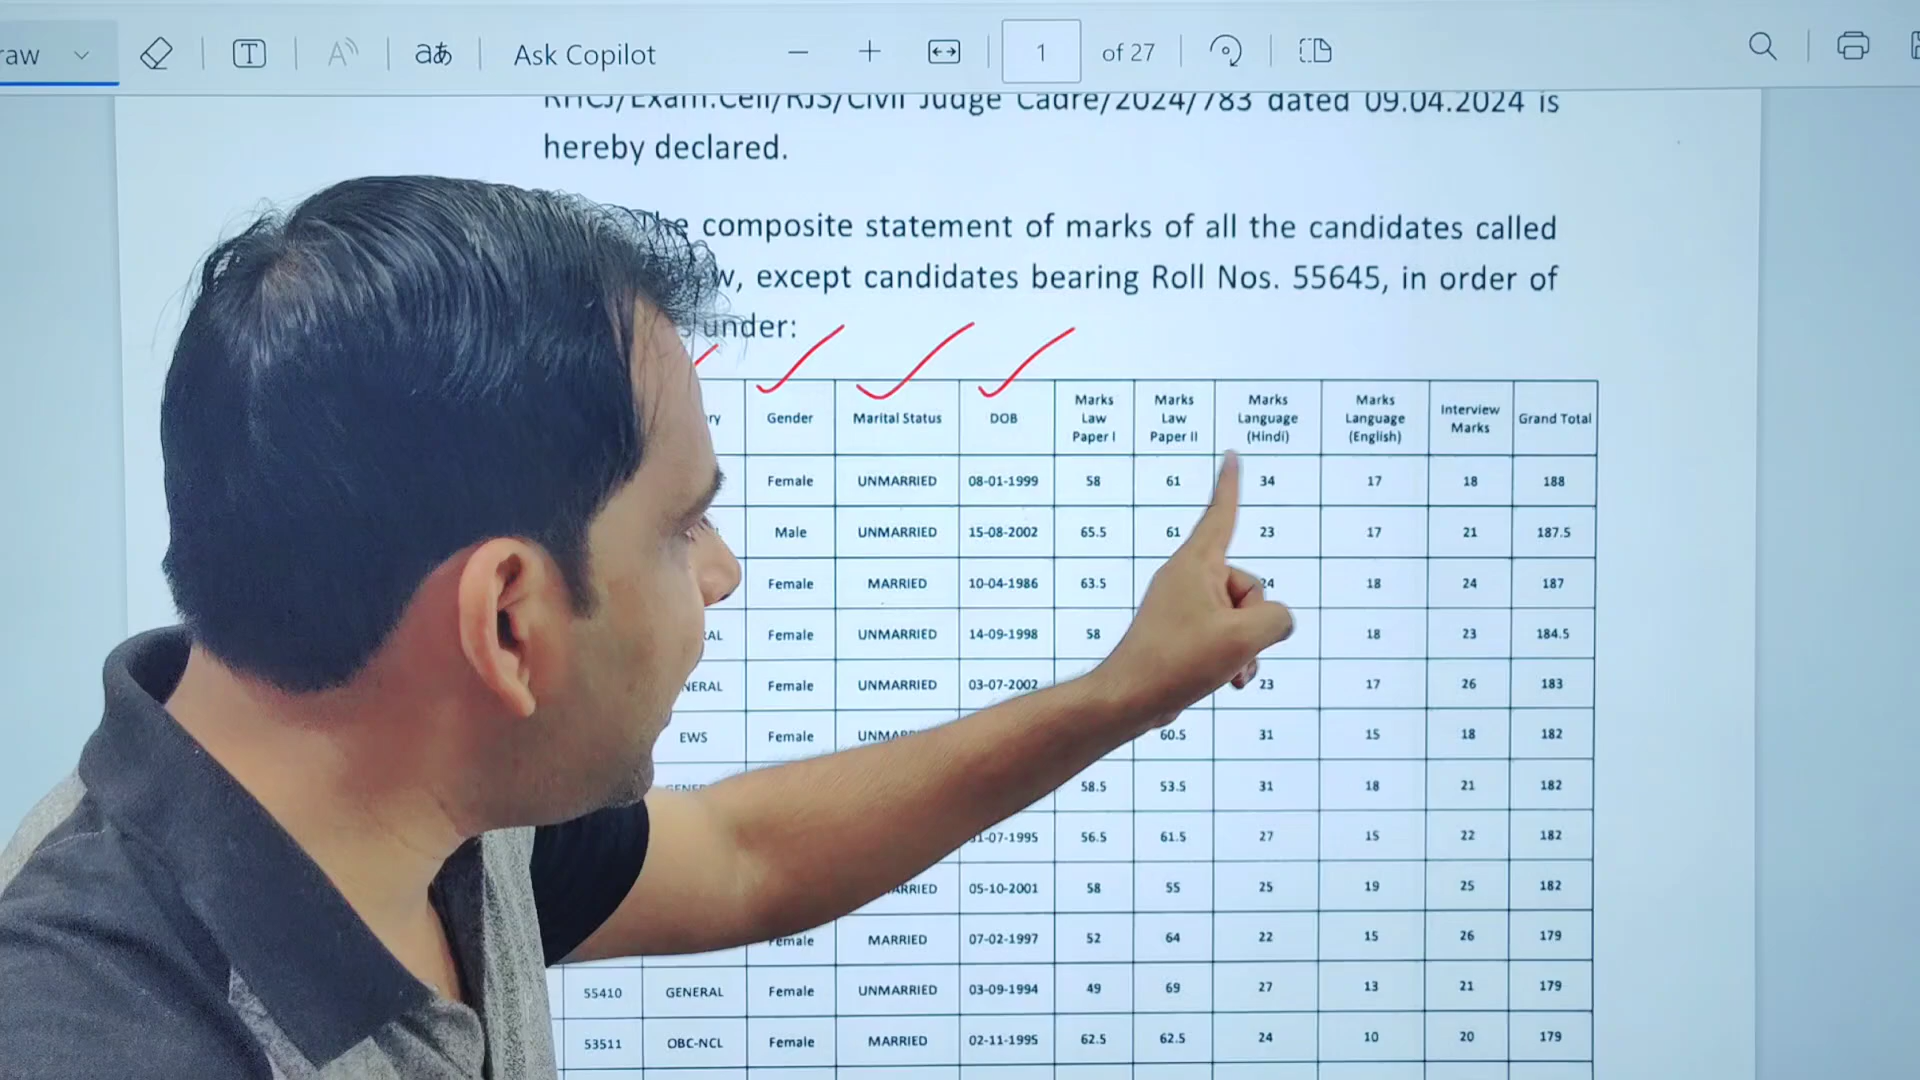 Ask Copilot 1 of 27
RHCJ/Exam.Cell/RJS/Civil Judge Cadre/2024/783 dated 09.04.2024 is
hereby declared.
The composite statement of marks of all the candidates called
except candidates bearing Roll Nos. 55645, in order of
under:
Gender Marital Status DOB Marks Law Paper I Marks Law Paper II Marks Language (Hindi) Marks Language (English) Interview Marks Grand Total
Female UNMARRIED 08-01-1999 58 61 34 17 18 188
Male UNMARRIED 15-08-2002 65.5 61 23 17 21 187.5
Female MARRIED 10-04-1986 63.5 24 18 24 187
Female UNMARRIED 14-09-1998 58 18 23 184.5
Female UNMARRIED 03-07-2002 23 17 26 183
EWS Female 60.5 31 15 18 182
58.5 53.5 31 18 21 182
56.5 61.5 27 15 22 182
05-10-2001 58 55 25 19 25 182
Female MARRIED 07-02-1997 52 64 22 15 26 179
55410 GENERAL Female UNMARRIED 03-09-1994 49 69 27 13 21 179
53511 OBC-NCL Female MARRIED 02-11-1995 62.5 62.5 24 10 20 179